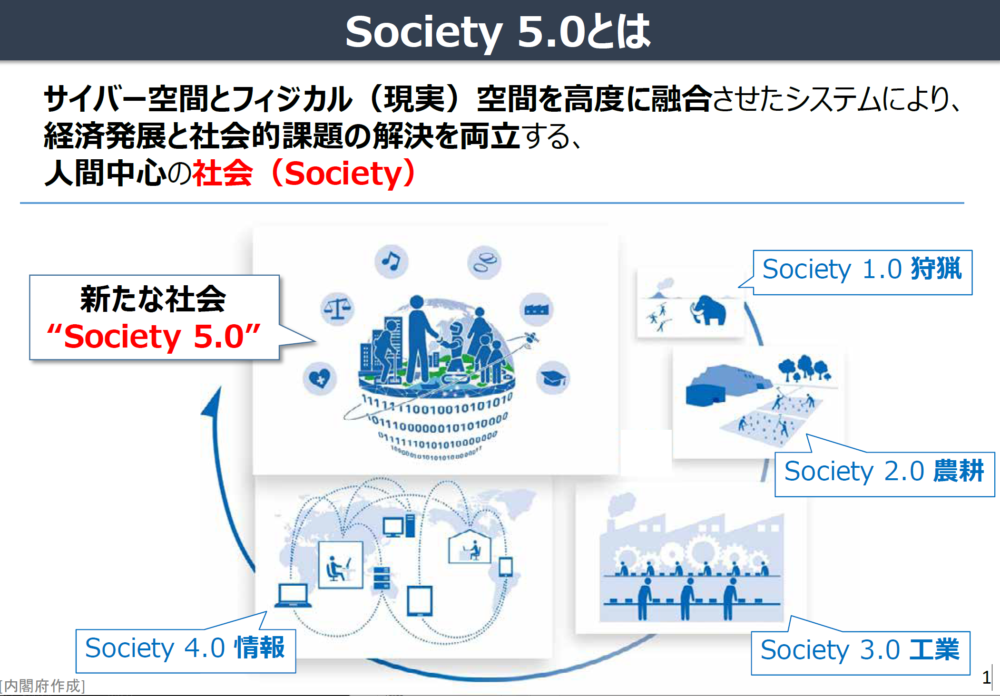 Society 5.0とは
サイバー空間とフィジカル（現実）空間を高度に融合させたシステムにより、
経済発展と社会的課題の解決を両立する、
人間中心の社会（Society）
新たな社会
“Society 5.0”
Society 1.0 狩猟
Society 2.0 農耕
Society 3.0 工業
Society 4.0 情報
[内閣府作成]
1